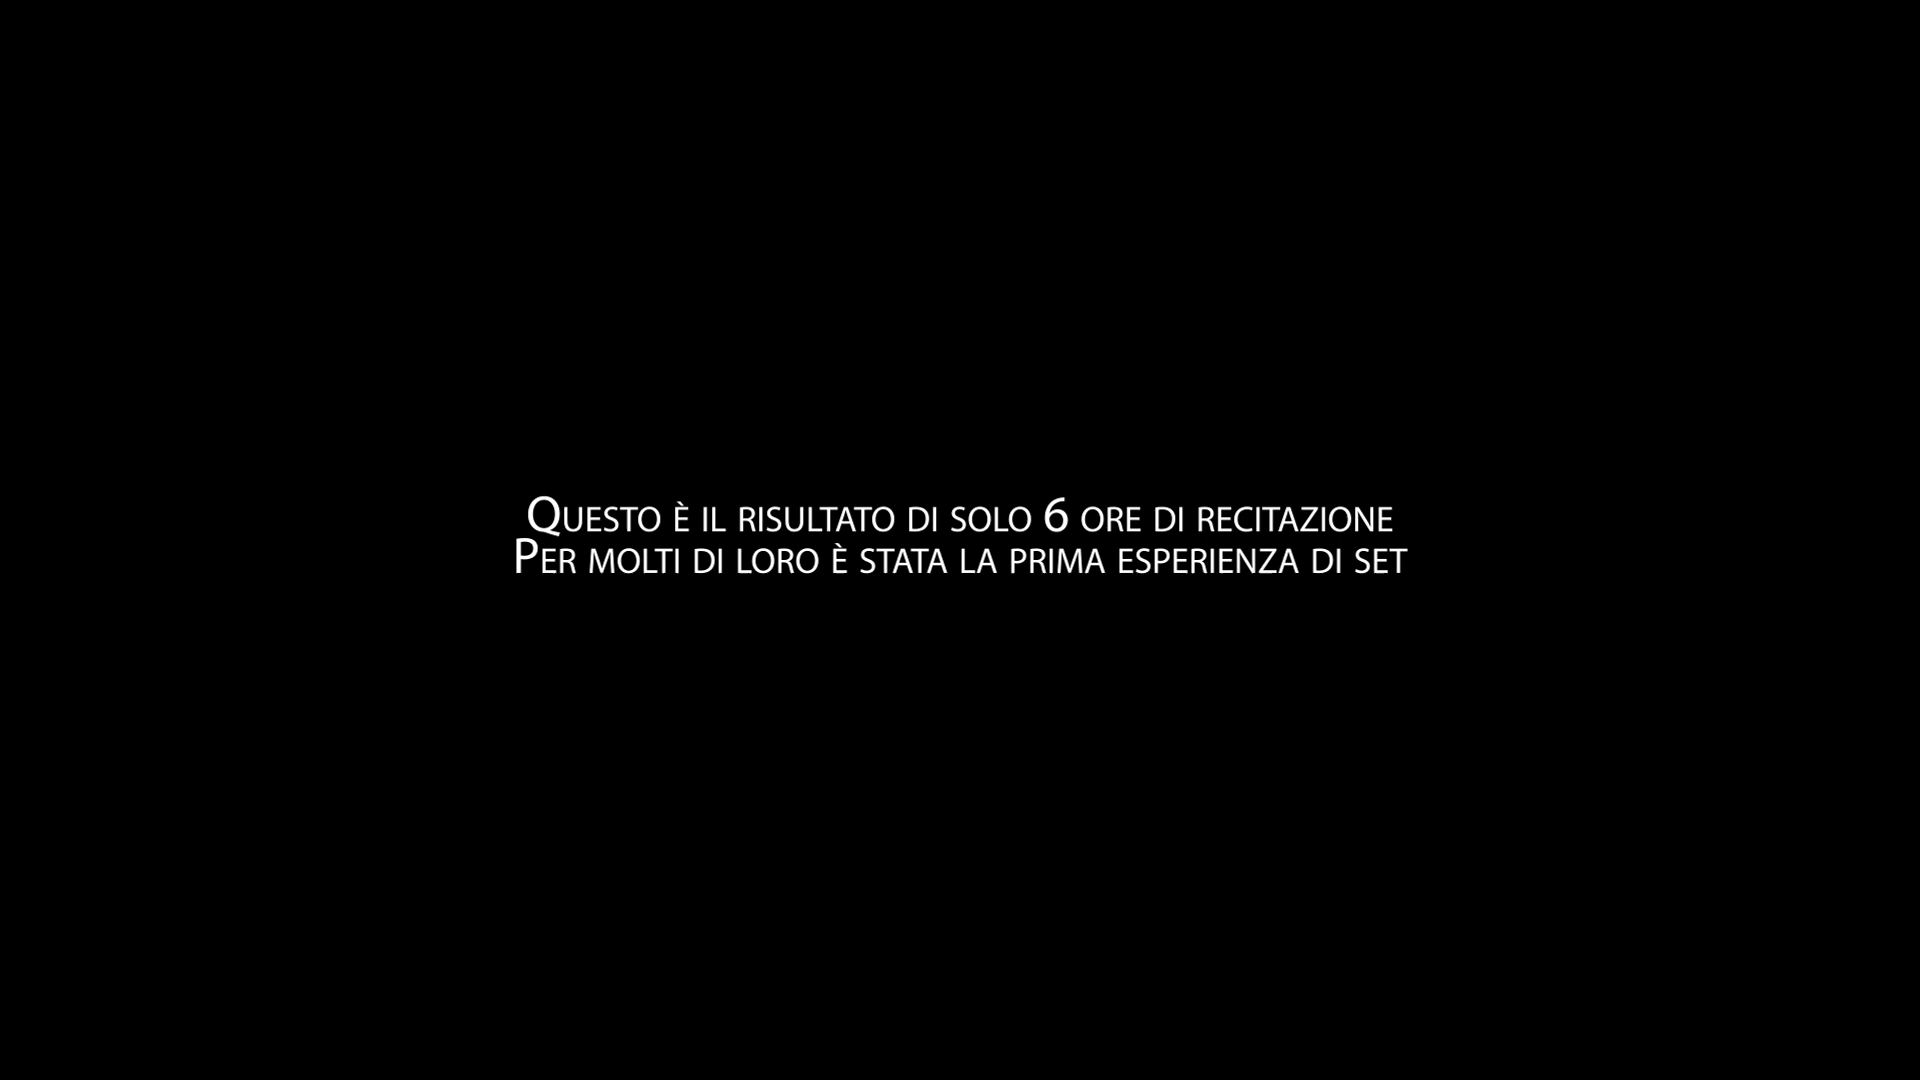 Questo è il risultato di solo 6 ore di recitazione
Per molti di loro è stata la prima esperienza di set